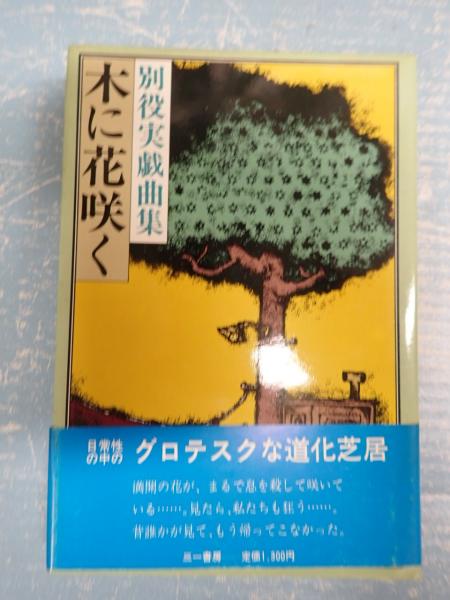 別役実戯曲集
木に花咲く
日常性
の中の
グロテスクな道化芝居
満開の花が、まるで息を殺して咲いて
いる……。見たら、私たちも狂う……。
昔誰かが見て、もう帰ってこなかった。
三一書房 定価1,300円